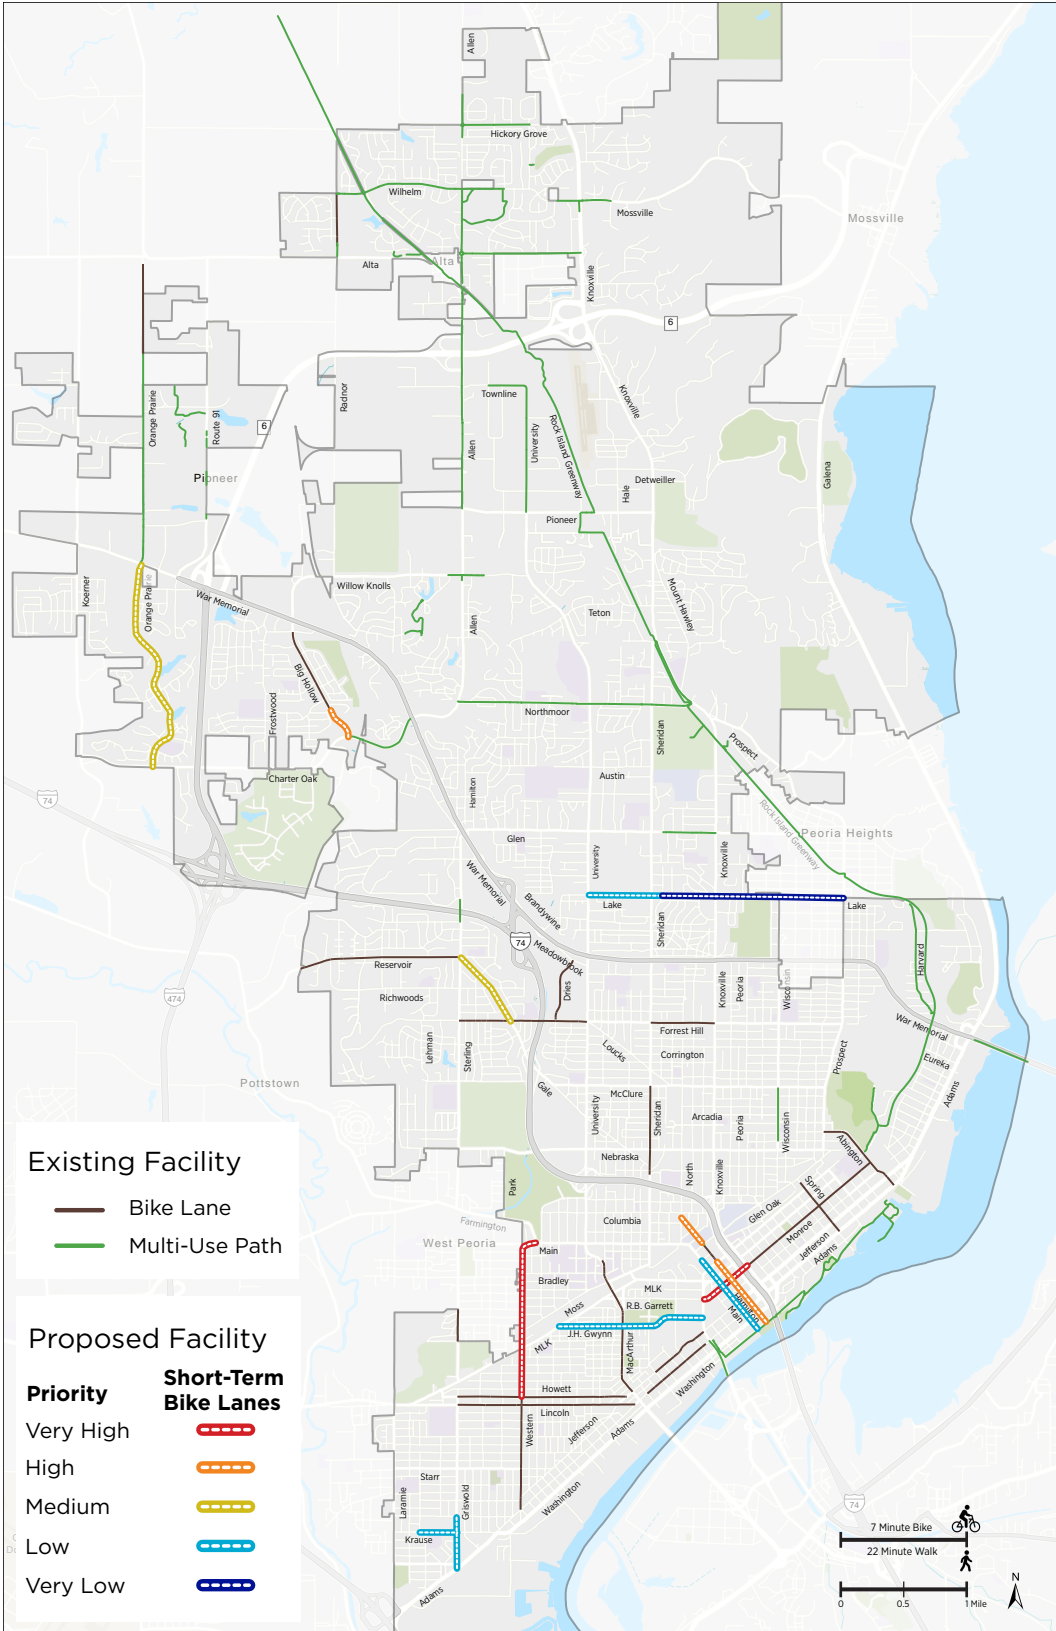 Allen
Hickory Grove
Wilhelm
Mossville
Mossville
Alta
Alta
Knoxville
6
Radnor
Townline
Knoxville
Orange Prairie
Route 91
6
University
Rock Island Greenway
Allen
Galena
Pioneer
Detweiller
Hale
Pioneer
Koerner
Orange Prairie
War Memorial
Willow Knolls
Teton
Mount Hawley
Allen
Big Hollow
Frostwood
Northmoor
Sheridan
Prospect
Charter Oak
Austin
Hamilton
74
Rock Island Greenway
Peoria Heights
Glen
University
Knoxville
War Memorial
Brandywine
Lake
Lake
Sheridan
74
Meadowbrook
Harvard
Reservoir
Richwoods
Dries
Knoxville
Peoria
Wisconsin
474
War Memorial
Forrest Hill
Loucks
Corrington
Lehman
Sterling
Prospect
Eureka
Pottstown
Gale
McClure
Adams
University
Sheridan
Arcadia
Peoria
Wisconsin
Abington
Nebraska
North
Knoxville
Park
Spring
Glen Oak
Columbia
Farmington
West Peoria
Main
Monroe
Jefferson
Adams
Bradley
MLK
Moss
R.B. Garrett
Hamilton
Main
J.H. Gwynn
MLK
MacArthur
Washington
Howett
Lincoln
Western
Jefferson
Adams
Starr
Laramie
Griswold
Washington
Krause
Adams
74
Existing Facility
Bike Lane
Multi-Use Path
Proposed Facility
Priority
Short-Term
Bike Lanes
Very High
High
Medium
Low
Very Low
7 Minute Bike
22 Minute Walk
N
0
0.5
1 Mile